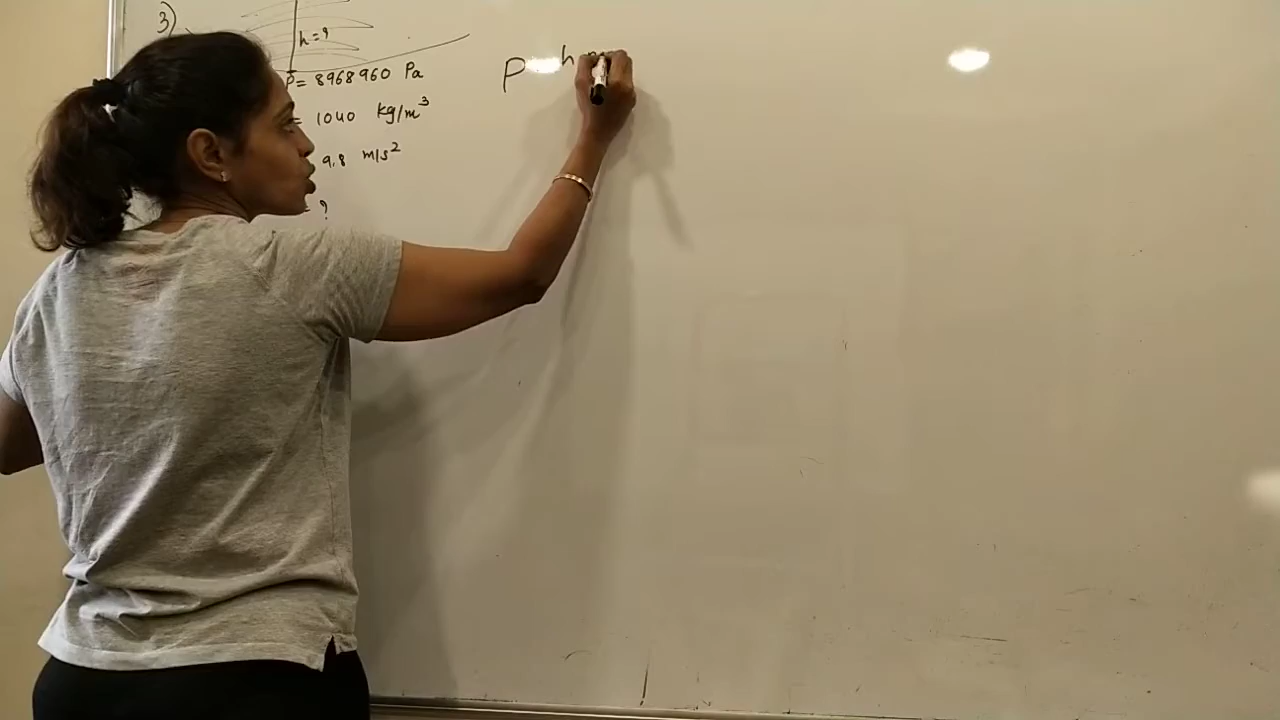 3)
h = ?
P = 8968960 Pa
= 1040 kg/m³
9.8 m/s²
= ?
P h